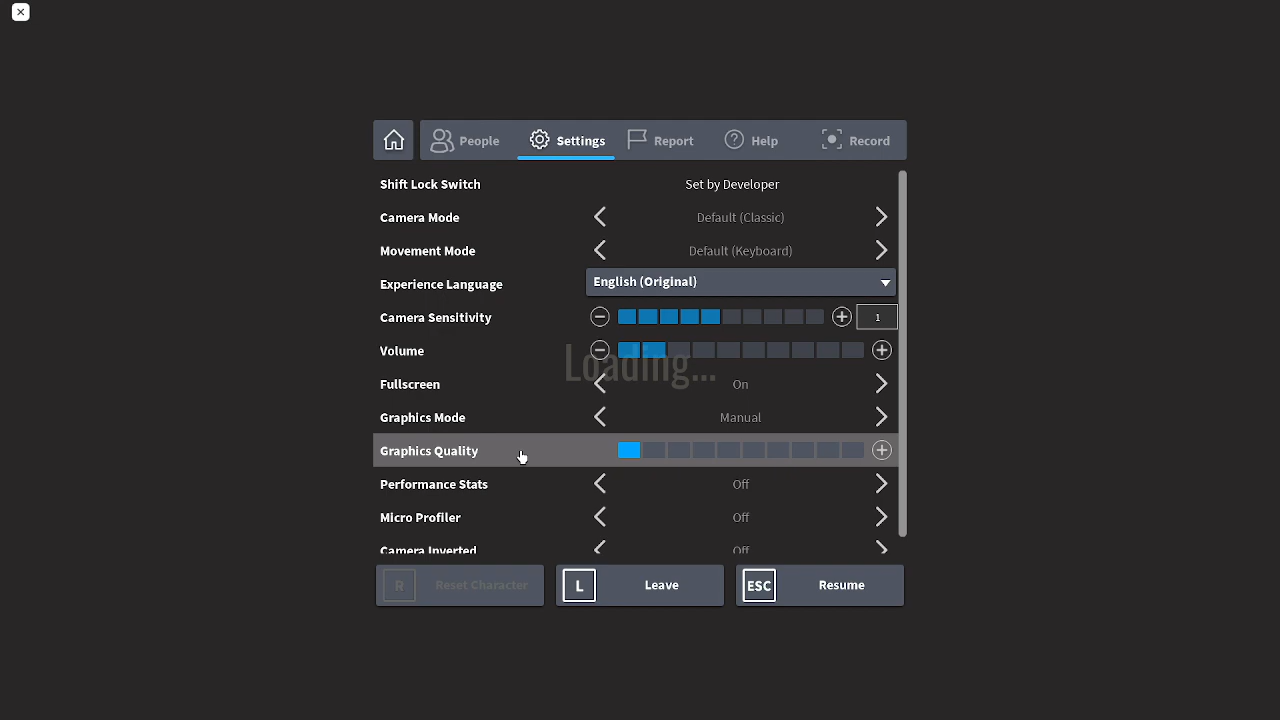 People
Settings
Report
Help
Record
Shift Lock Switch Set by Developer
Camera Mode Default (Classic)
Movement Mode Default (Keyboard)
Experience Language English (Original)
Camera Sensitivity 1
Volume
Loading...
Fullscreen On
Graphics Mode Manual
Graphics Quality
Performance Stats Off
Micro Profiler Off
Camera Inverted Off
R Reset Character
L Leave
ESC Resume